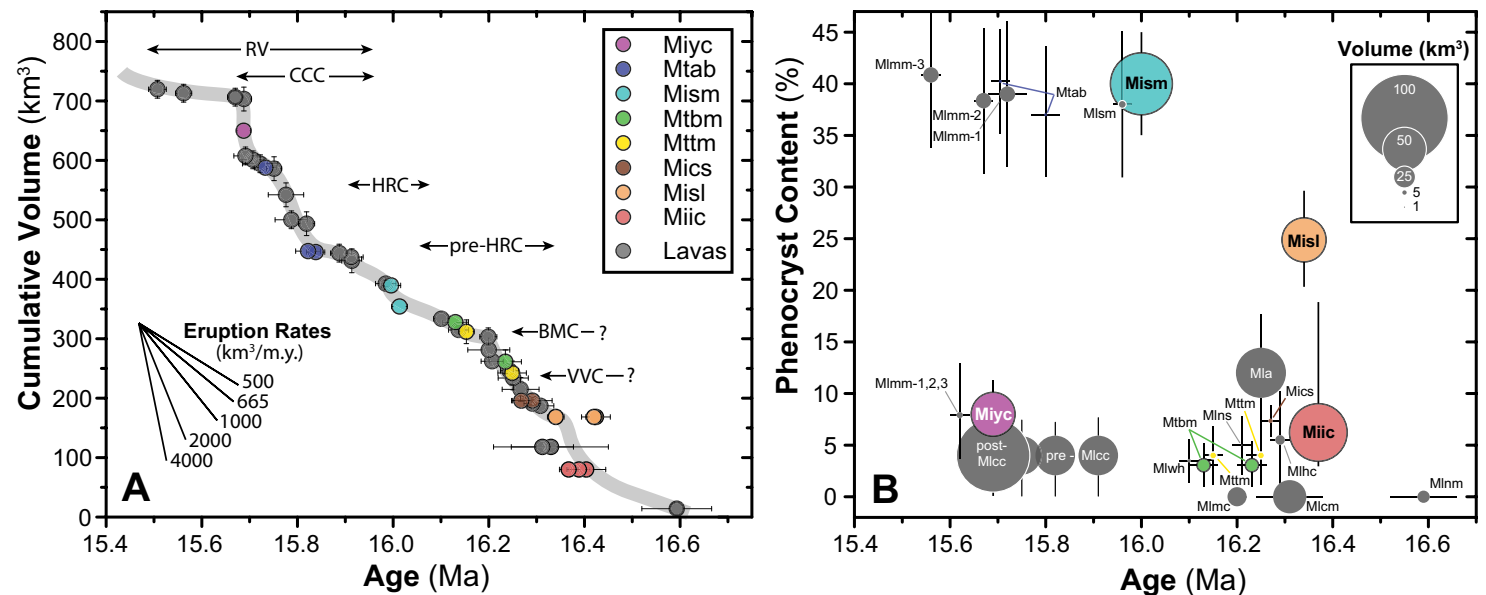 800
700
600
500
400
300
200
100
0
Cumulative Volume (km³)
RV
CCC
HRC
pre-HRC
BMC – ?
VVC – ?
Miyc
Mtab
Mism
Mtbm
Mttm
Mics
Misl
Miic
Lavas
Eruption Rates
(km³/m.y.)
500
665
1000
2000
4000
A
15.4 15.6 15.8 16.0 16.2 16.4 16.6
Age (Ma)
45
40
35
30
25
20
15
10
5
0
Phenocryst Content (%)
Volume (km³)
100
50
25
5
1
Mlmm-3
Mlmm-2
Mlmm-1
Mtab
Mlsm
Mism
Misl
Mlmm-1,2,3
Miyc
post-
Mlcc
pre -
Mlcc
Mla
Mics
Mttm
Mlns
Mtbm
Miic
Mlwh
Mttm
Mlhc
Mlmc
Mlcm
Mlnm
B
15.4 15.6 15.8 16.0 16.2 16.4 16.6
Age (Ma)